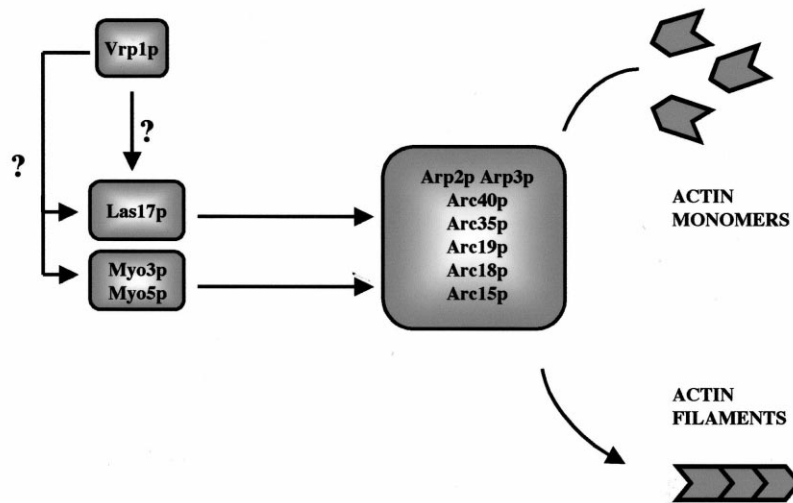 Vrp1p
?
?
Las17p
Myo3p
Myo5p
Arp2p Arp3p
Arc40p
Arc35p
Arc19p
Arc18p
Arc15p
ACTIN
MONOMERS
ACTIN
FILAMENTS